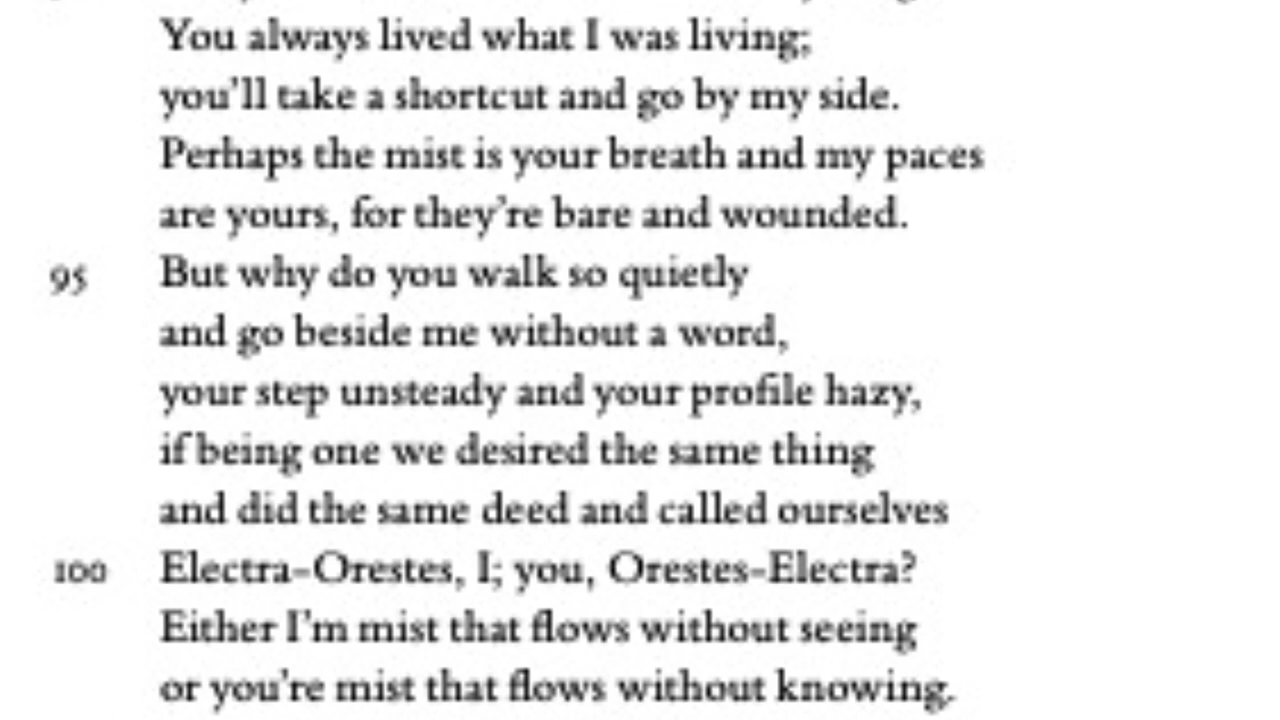 You always lived what I was living;
you'll take a shortcut and go by my side.
Perhaps the mist is your breath and my paces
are yours, for they're bare and wounded.
95 But why do you walk so quietly
and go beside me without a word,
your step unsteady and your profile hazy,
if being one we desired the same thing
and did the same deed and called ourselves
100 Electra–Orestes, I; you, Orestes–Electra?
Either I'm mist that flows without seeing
or you're mist that flows without knowing.